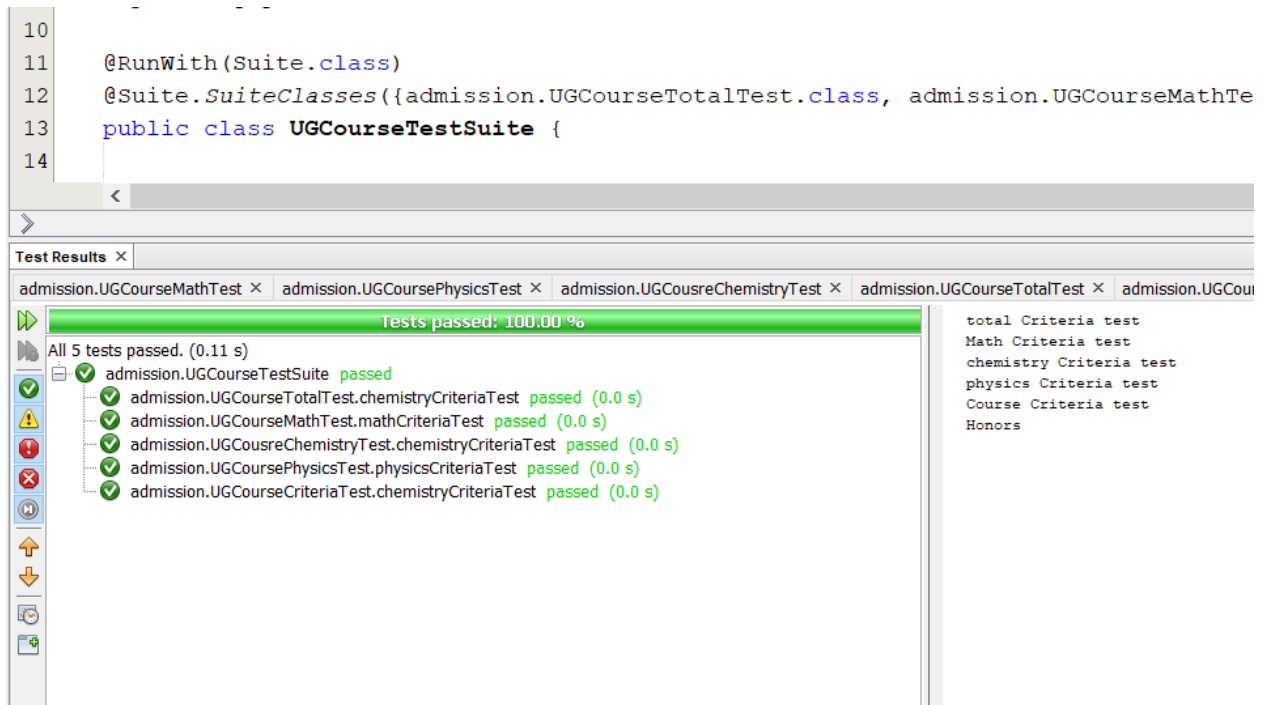 10
11 @RunWith(Suite.class)
12 @Suite.SuiteClasses({admission.UGCourseTotalTest.class, admission.UGCourseMathTe
13 public class UGCourseTestSuite {
14
Test Results ×
admission.UGCourseMathTest × admission.UGCoursePhysicsTest × admission.UGCousreChemistryTest × admission.UGCourseTotalTest × admission.UGCour
Tests passed: 100.00 %
All 5 tests passed. (0.11 s)
admission.UGCourseTestSuite passed
admission.UGCourseTotalTest.chemistryCriteriaTest passed (0.0 s)
admission.UGCourseMathTest.mathCriteriaTest passed (0.0 s)
admission.UGCousreChemistryTest.chemistryCriteriaTest passed (0.0 s)
admission.UGCoursePhysicsTest.physicsCriteriaTest passed (0.0 s)
admission.UGCourseCriteriaTest.chemistryCriteriaTest passed (0.0 s)
total Criteria test
Math Criteria test
chemistry Criteria test
physics Criteria test
Course Criteria test
Honors